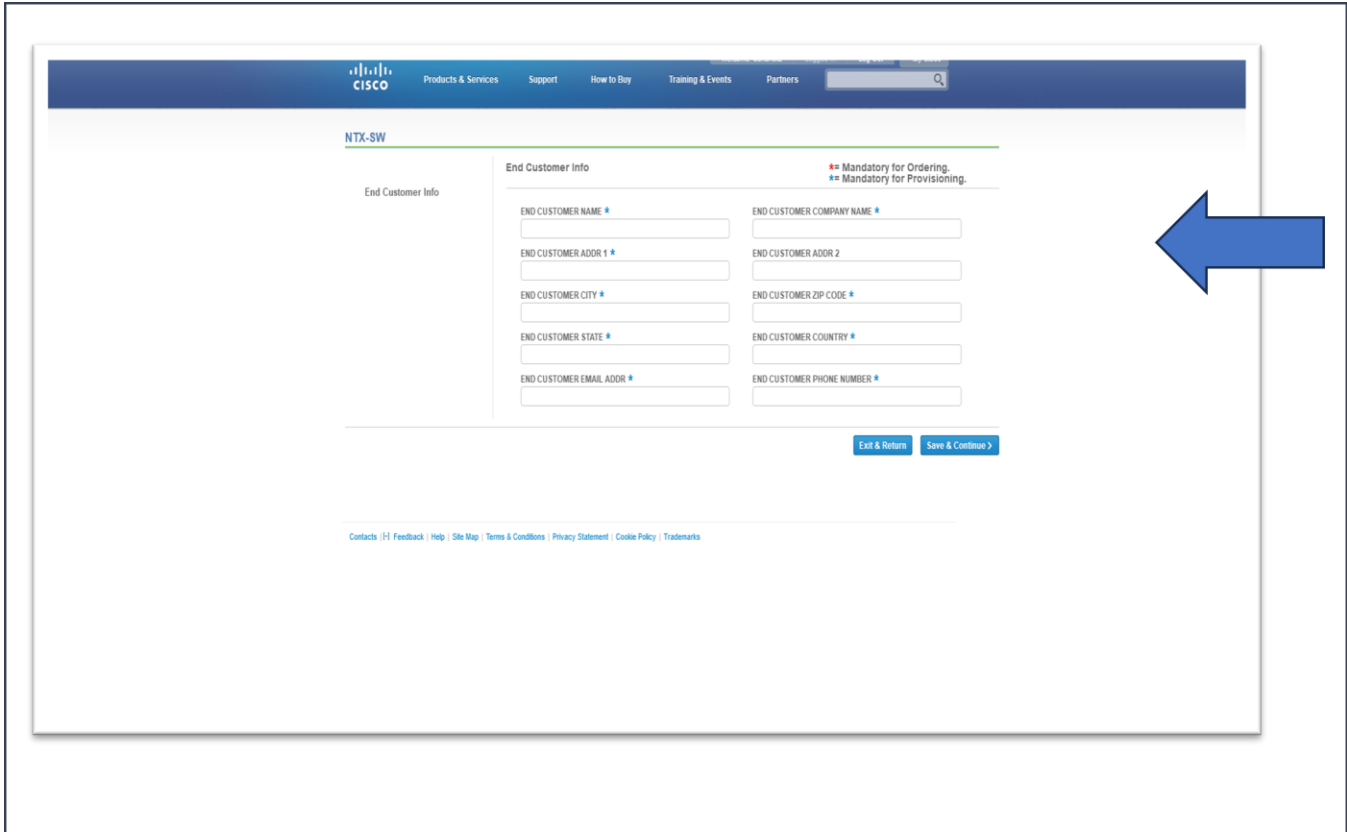 CISCO
Products & Services Support How to Buy Training & Events Partners
NTX-SW
End Customer Info
End Customer Info
*= Mandatory for Ordering.
*= Mandatory for Provisioning.
END CUSTOMER NAME * END CUSTOMER COMPANY NAME *
END CUSTOMER ADDR 1 * END CUSTOMER ADDR 2
END CUSTOMER CITY * END CUSTOMER ZIP CODE *
END CUSTOMER STATE * END CUSTOMER COUNTRY *
END CUSTOMER EMAIL ADDR * END CUSTOMER PHONE NUMBER *
Exit & Return Save & Continue >
Contacts | [-] Feedback | Help | Site Map | Terms & Conditions | Privacy Statement | Cookie Policy | Trademarks